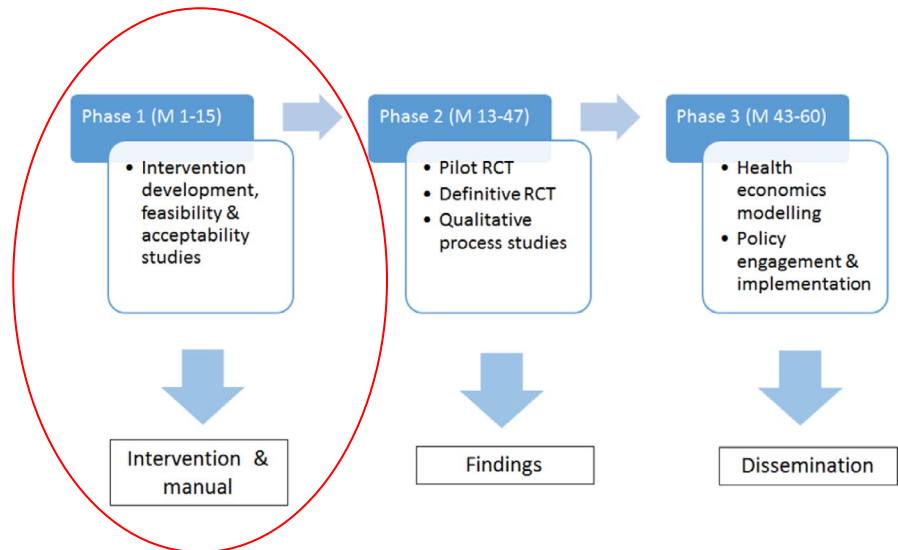 Phase 1 (M 1-15)
• Intervention
development,
feasibility &
acceptability
studies
Intervention &
manual
Phase 2 (M 13-47)
• Pilot RCT
• Definitive RCT
• Qualitative
process studies
Findings
Phase 3 (M 43-60)
• Health
economics
modelling
• Policy
engagement &
implementation
Dissemination